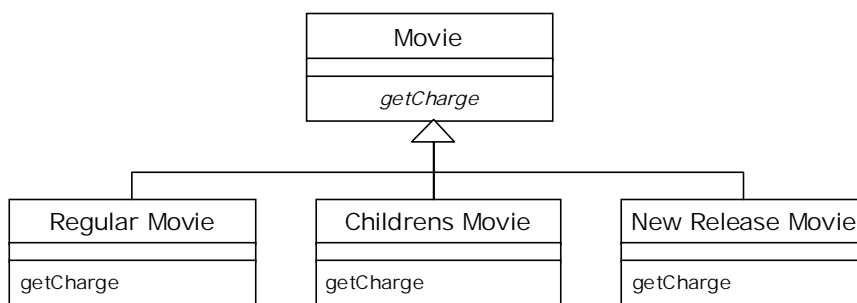 Movie
getCharge
Regular Movie
Childrens Movie
New Release Movie
getCharge
getCharge
getCharge